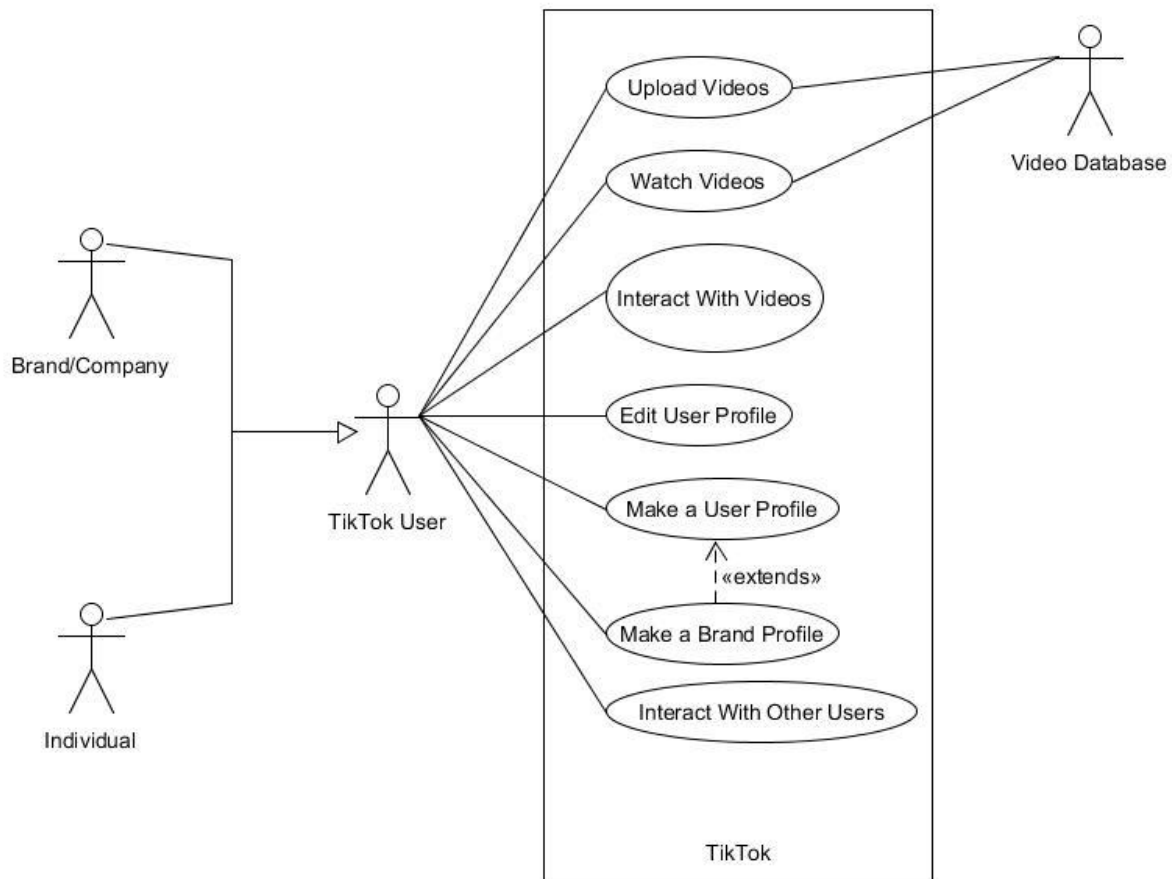 Upload Videos
Video Database
Watch Videos
Interact With Videos
Brand/Company
Edit User Profile
TikTok User
Make a User Profile
«extends»
Make a Brand Profile
Interact With Other Users
Individual
TikTok